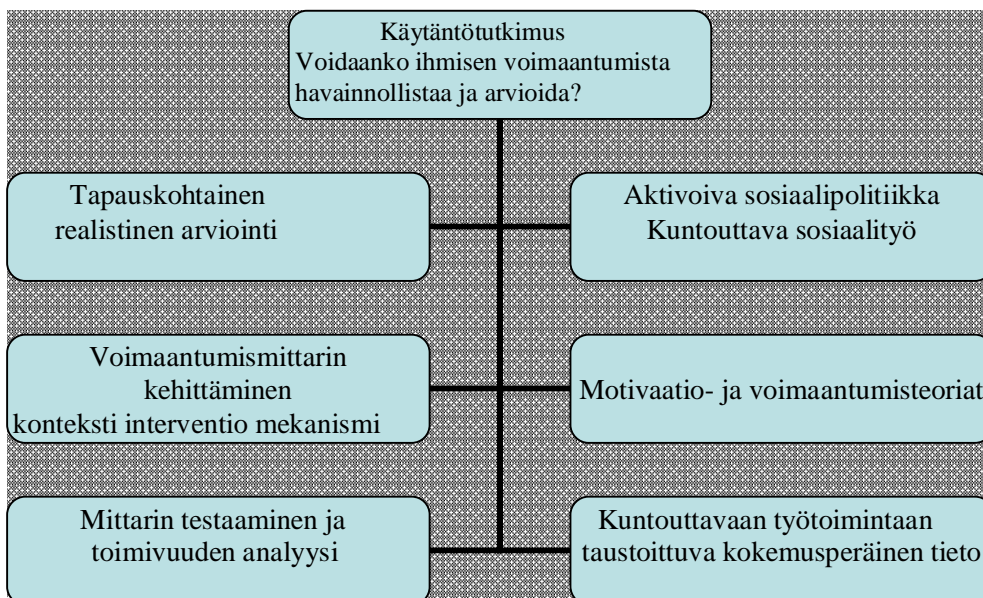 Käytäntötutkimus
Voidaanko ihmisen voimaantumista
havainnollistaa ja arvioida?
Tapauskohtainen
realistinen arviointi
Aktivoiva sosiaalipolitiikka
Kuntouttava sosiaalityö
Voimaantumismittarin
kehittäminen
konteksti interventio mekanismi
Motivaatio- ja voimaantumisteoriat
Mittarin testaaminen ja
toimivuuden analyysi
Kuntouttavaan työtoimintaan
taustoittuva kokemusperäinen tieto